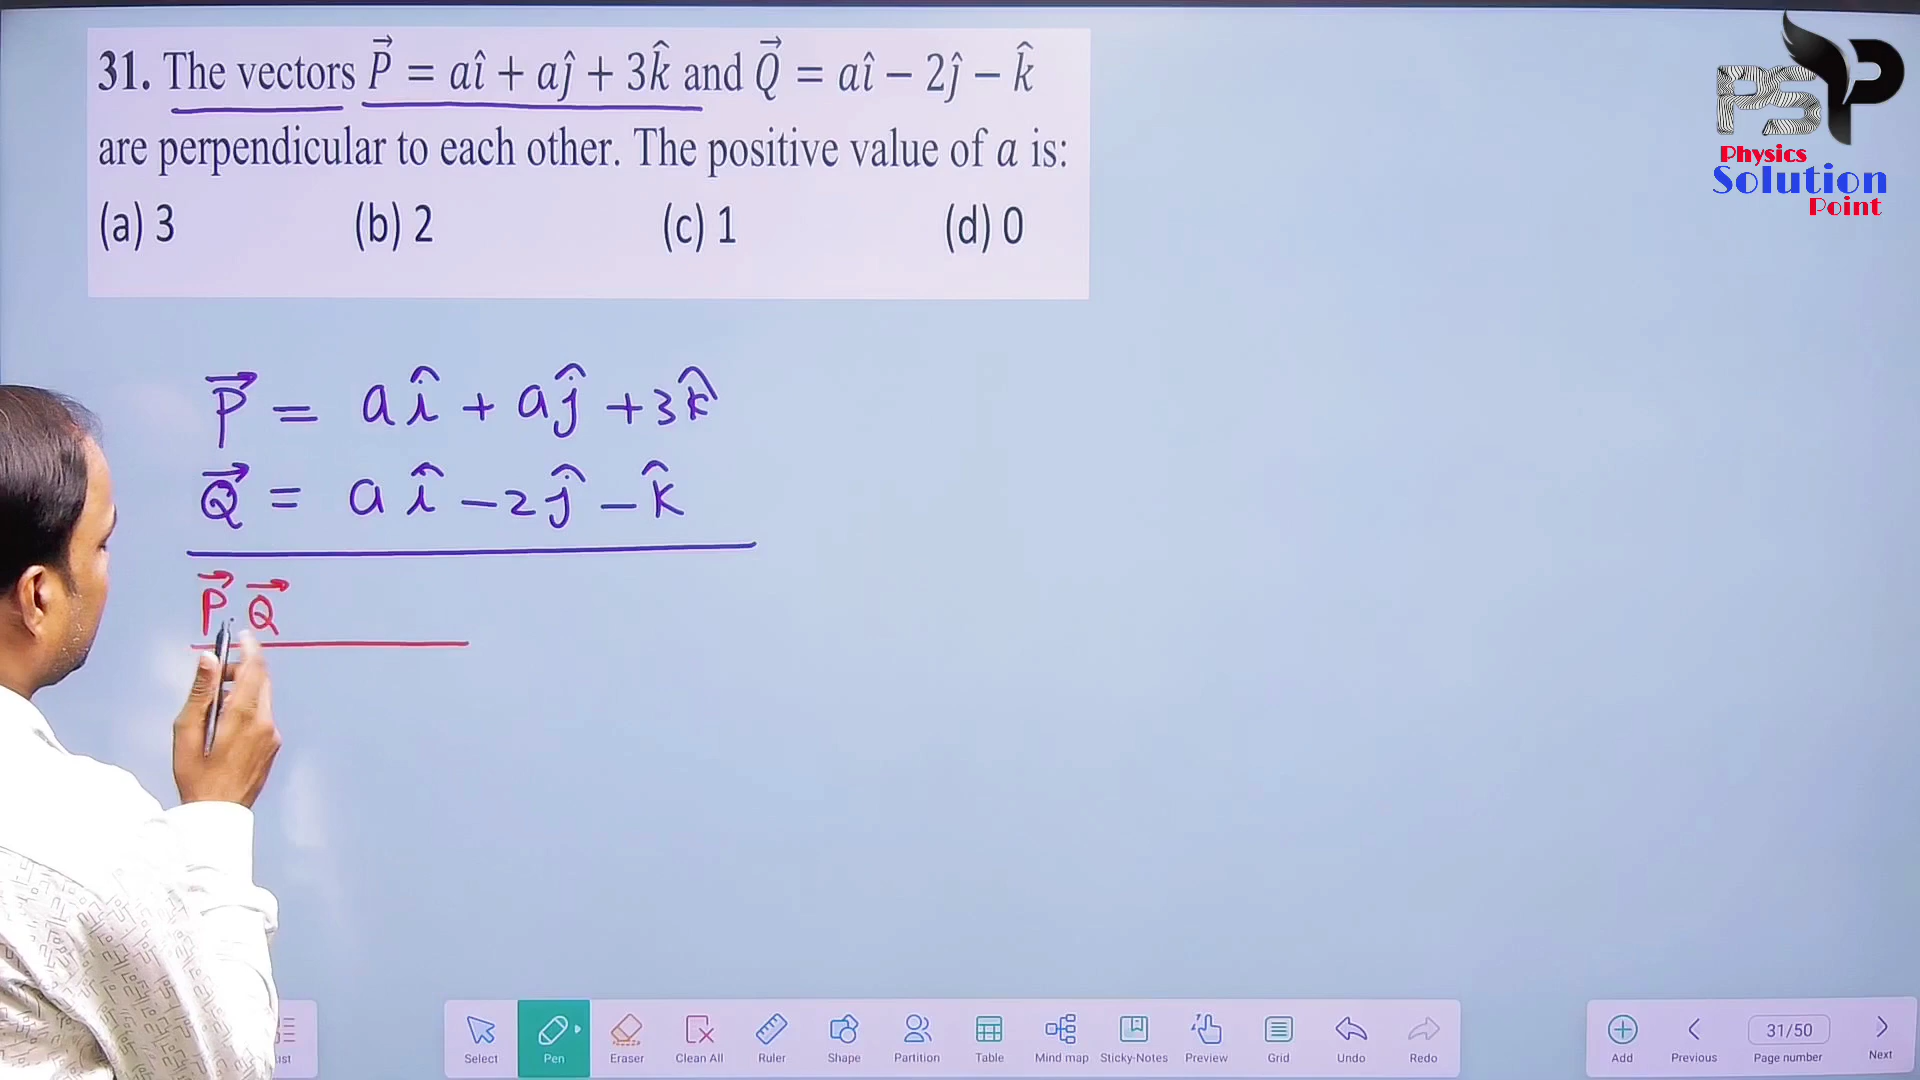 31. The vectors P⃗ = aî + aĵ + 3k̂ and Q⃗ = aî − 2ĵ − k̂
are perpendicular to each other. The positive value of a is:
(a) 3 (b) 2 (c) 1 (d) 0
PSP
Physics
Solution
Point
P⃗ = aî + aĵ + 3k̂
Q⃗ = aî − 2ĵ − k̂
P⃗ . Q⃗
Select Pen Eraser Clean All Ruler Shape Partition Table Mind map Sticky-Notes Preview Grid Undo Redo
Add Previous 31/50 Page number Next